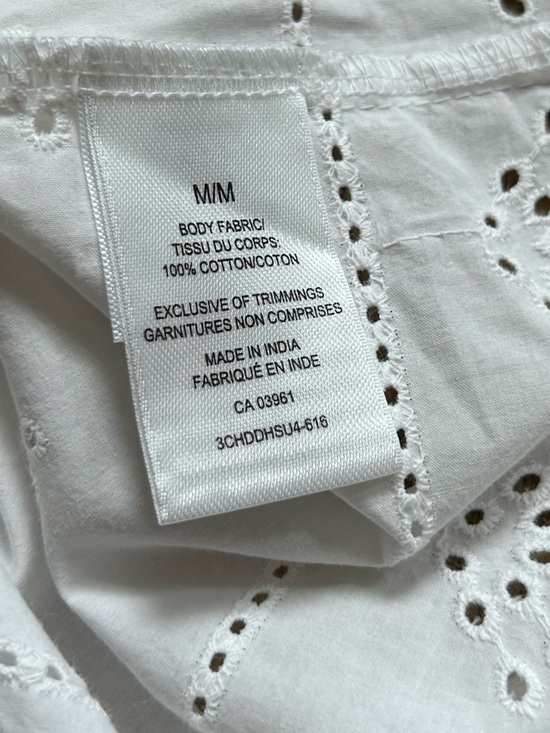 M/M
BODY FABRIC/
TISSU DU CORPS:
100% COTTON/COTON
EXCLUSIVE OF TRIMMINGS
GARNITURES NON COMPRISES
MADE IN INDIA
FABRIQUÉ EN INDE
CA 03961
3CHDDHSU4-616